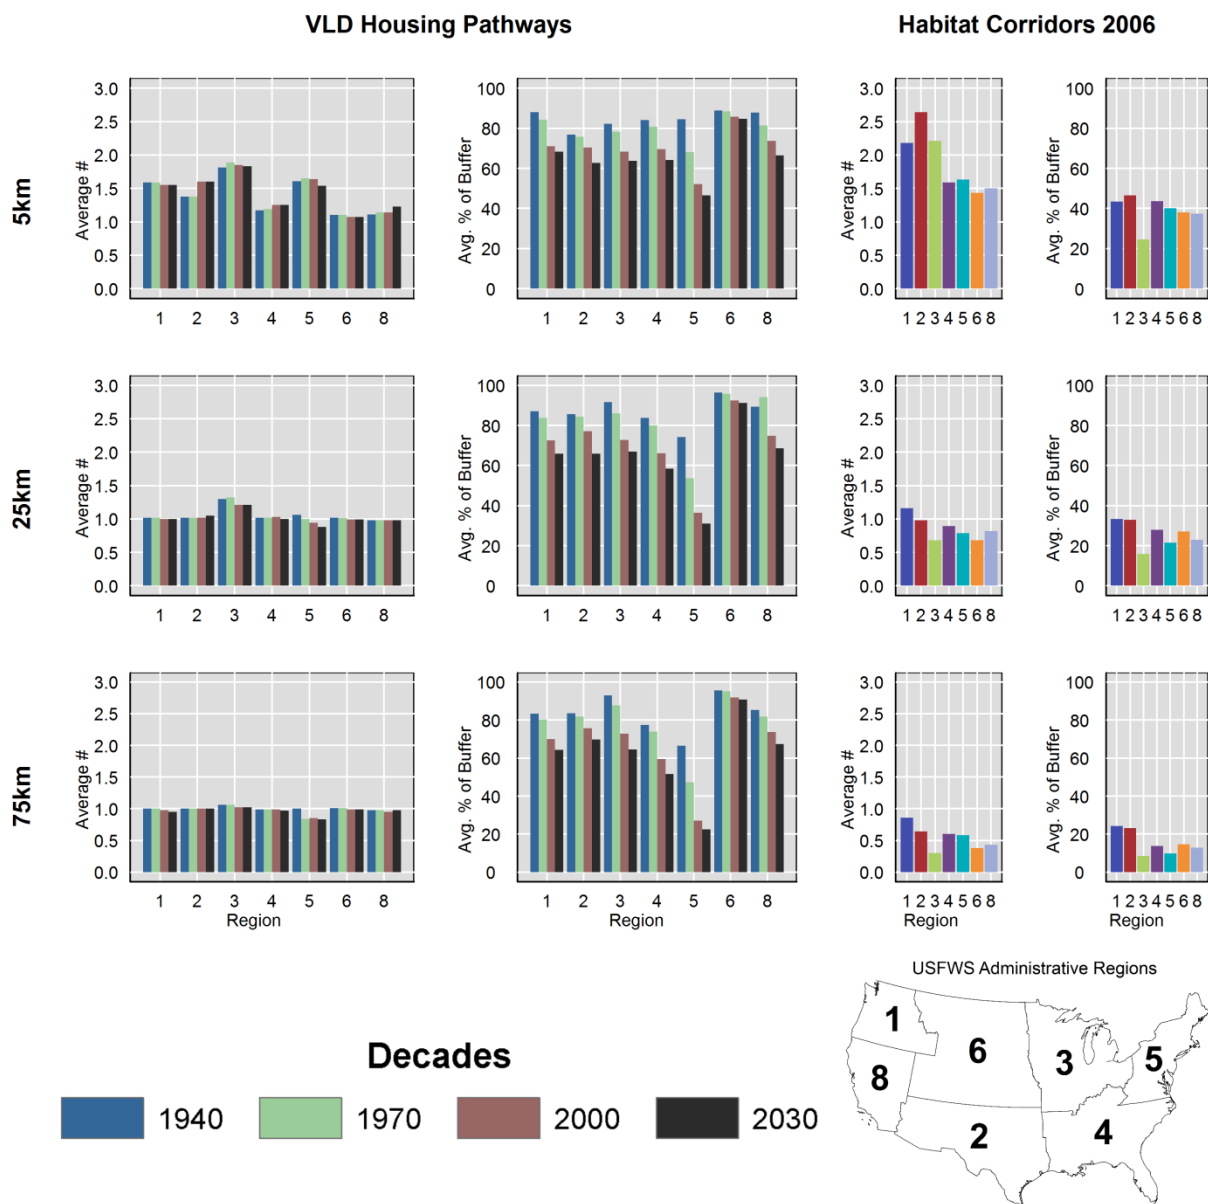 VLD Housing Pathways
Habitat Corridors 2006
5km
Average #
3.0
2.5
2.0
1.5
1.0
0.5
0.0
1 2 3 4 5 6 8
Avg. % of Buffer
100
80
60
40
20
0
1 2 3 4 5 6 8
Average #
3.0
2.5
2.0
1.5
1.0
0.5
0.0
1 2 3 4 5 6 8
Avg. % of Buffer
100
80
60
40
20
0
1 2 3 4 5 6 8
25km
Average #
3.0
2.5
2.0
1.5
1.0
0.5
0.0
1 2 3 4 5 6 8
Avg. % of Buffer
100
80
60
40
20
0
1 2 3 4 5 6 8
Average #
3.0
2.5
2.0
1.5
1.0
0.5
0.0
1 2 3 4 5 6 8
Avg. % of Buffer
100
80
60
40
20
0
1 2 3 4 5 6 8
75km
Average #
3.0
2.5
2.0
1.5
1.0
0.5
0.0
1 2 3 4 5 6 8
Region
Avg. % of Buffer
100
80
60
40
20
0
1 2 3 4 5 6 8
Region
Average #
3.0
2.5
2.0
1.5
1.0
0.5
0.0
1 2 3 4 5 6 8
Region
Avg. % of Buffer
100
80
60
40
20
0
1 2 3 4 5 6 8
Region
Decades
1940
1970
2000
2030
USFWS Administrative Regions
1
6
3
5
8
2
4